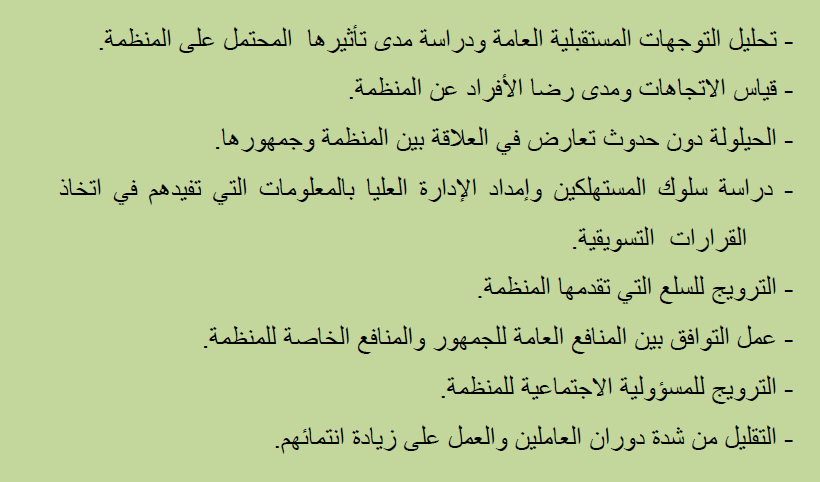 - تحليل التوجهات المستقبلية العامة ودراسة مدى تأثيرها المحتمل على المنظمة.
- قياس الاتجاهات ومدى رضا الأفراد عن المنظمة.
- الحيلولة دون حدوث تعارض في العلاقة بين المنظمة وجمهورها.
- دراسة سلوك المستهلكين وإمداد الإدارة العليا بالمعلومات التي تفيدهم في اتخاذ
القرارات التسويقية.
- الترويج للسلع التي تقدمها المنظمة.
- عمل التوافق بين المنافع العامة للجمهور والمنافع الخاصة للمنظمة.
- الترويج للمسؤولية الاجتماعية للمنظمة.
- التقليل من شدة دوران العاملين والعمل على زيادة انتمائهم.